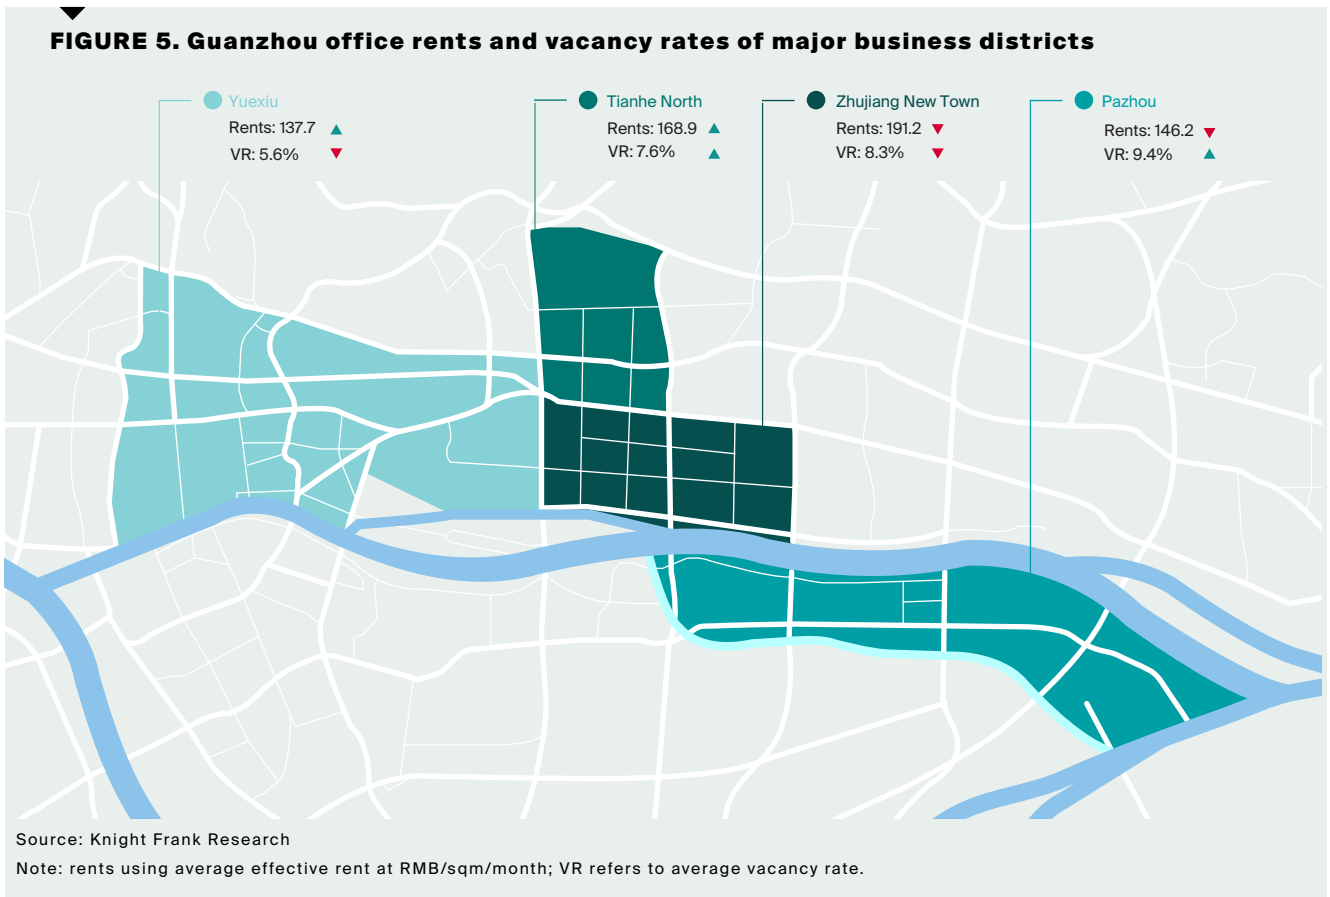 FIGURE 5. Guanzhou office rents and vacancy rates of major business districts
Yuexiu
Rents: 137.7 ▲
VR: 5.6% ▼
Tianhe North
Rents: 168.9 ▲
VR: 7.6% ▲
Zhujiang New Town
Rents: 191.2 ▼
VR: 8.3% ▼
Pazhou
Rents: 146.2 ▼
VR: 9.4% ▲
Source: Knight Frank Research
Note: rents using average effective rent at RMB/sqm/month; VR refers to average vacancy rate.